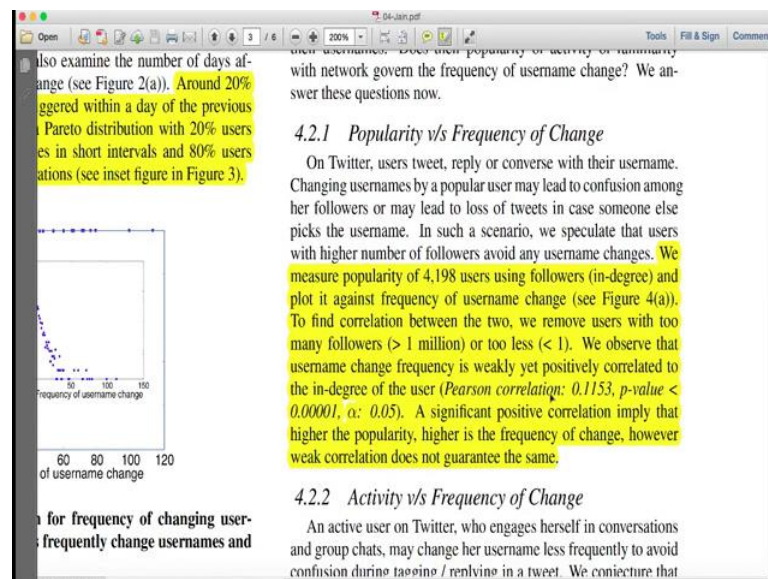 04-Jain.pdf
Open
3 / 6
200%
Tools
Fill & Sign
Commen
lso examine the number of days af-
ange (see Figure 2(a)). Around 20%
ggered within a day of the previous
Pareto distribution with 20% users
es in short intervals and 80% users
ations (see inset figure in Figure 3).
50 100 150
Frequency of username change
60 80 100 120
of username change
for frequency of changing user-
frequently change usernames and
with network govern the frequency of username change? We an-
swer these questions now.
4.2.1 Popularity v/s Frequency of Change
On Twitter, users tweet, reply or converse with their username.
Changing usernames by a popular user may lead to confusion among
her followers or may lead to loss of tweets in case someone else
picks the username. In such a scenario, we speculate that users
with higher number of followers avoid any username changes. We
measure popularity of 4,198 users using followers (in-degree) and
plot it against frequency of username change (see Figure 4(a)).
To find correlation between the two, we remove users with too
many followers (> 1 million) or too less (< 1). We observe that
username change frequency is weakly yet positively correlated to
the in-degree of the user (Pearson correlation: 0.1153, p-value <
0.00001, α: 0.05). A significant positive correlation imply that
higher the popularity, higher is the frequency of change, however
weak correlation does not guarantee the same.
4.2.2 Activity v/s Frequency of Change
An active user on Twitter, who engages herself in conversations
and group chats, may change her username less frequently to avoid
confusion during tagging / replying in a tweet. We conjecture that